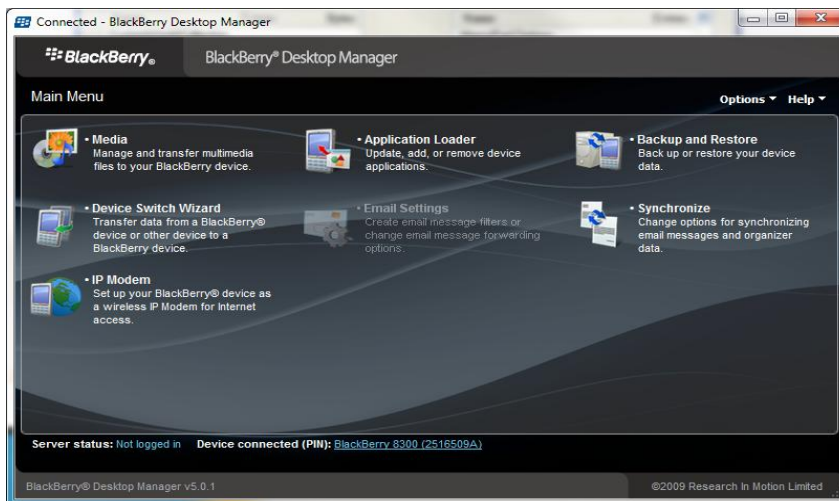 Connected - BlackBerry Desktop Manager
BlackBerry®
BlackBerry® Desktop Manager
Main Menu
Options
Help
Media
Manage and transfer multimedia
files to your BlackBerry device.
Application Loader
Update, add, or remove device
applications.
Backup and Restore
Back up or restore your device
data.
Device Switch Wizard
Transfer data from a BlackBerry®
device or other device to a
BlackBerry device.
Email Settings
Create email message filters or
change email message forwarding
options.
Synchronize
Change options for synchronizing
email messages and organizer
data.
IP Modem
Set up your BlackBerry® device as
a wireless IP Modem for Internet
access.
Server status: Not logged in Device connected (PIN): BlackBerry 8300 (2516509A)
BlackBerry® Desktop Manager v5.0.1
©2009 Research In Motion Limited